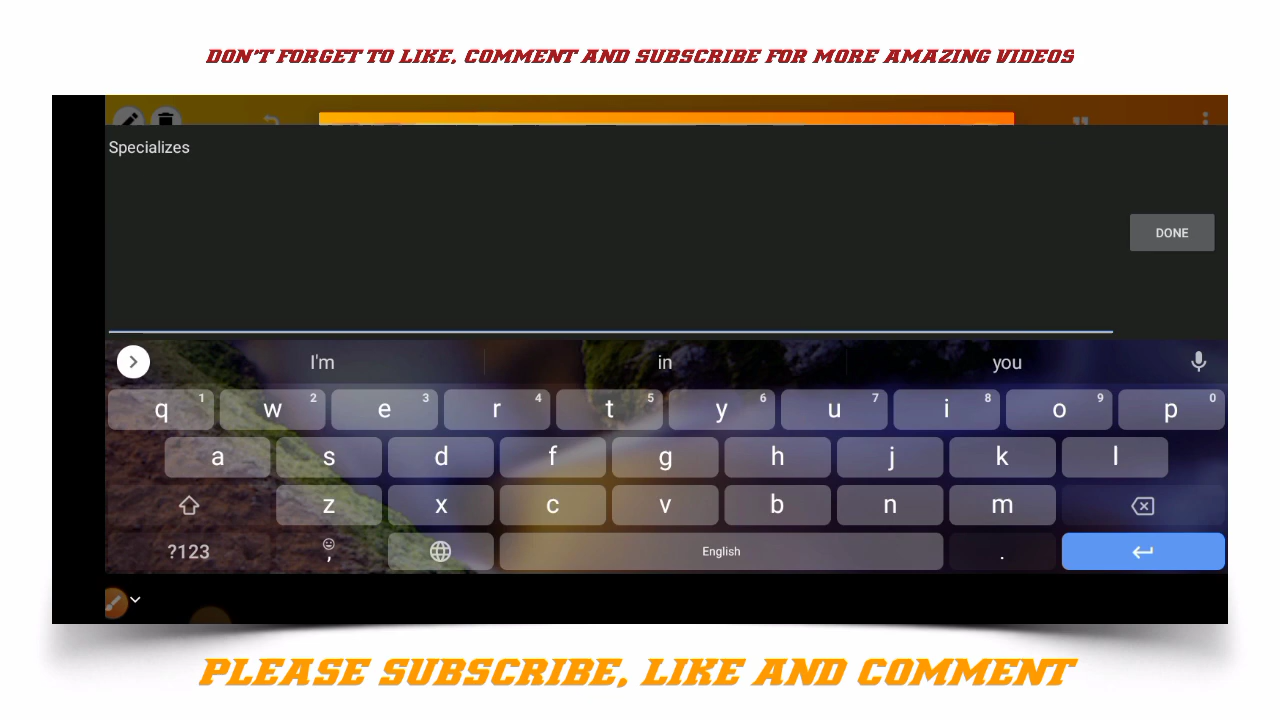 DON'T FORGET TO LIKE, COMMENT AND SUBSCRIBE FOR MORE AMAZING VIDEOS
Specializes
DONE
I'm in you
q 1 w 2 e 3 r 4 t 5 y 6 u 7 i 8 o 9 p 0
a s d f g h j k l
z x c v b n m
?123 , English .
PLEASE SUBSCRIBE, LIKE AND COMMENT